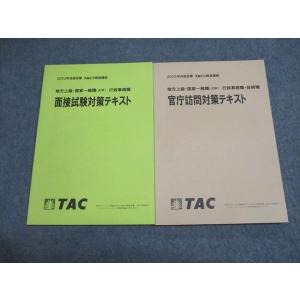 2023年合格目標 TAC公務員講座
地方上級・国家一般職(大卒) 行政事務職
面接試験対策テキスト
TAC
2023年合格目標 TAC公務員講座
地方上級・国家一般職(大卒) 行政事務職・技術職
官庁訪問対策テキスト
TAC